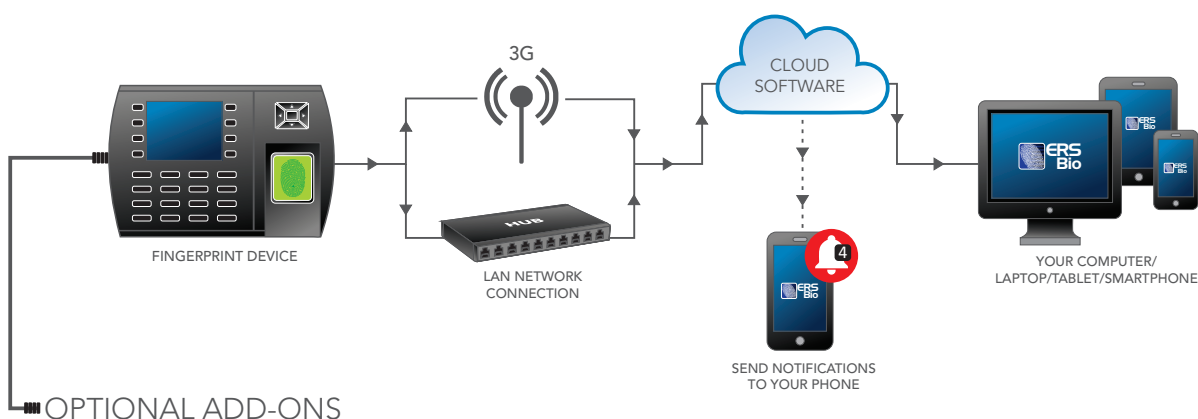 3G
CLOUD
SOFTWARE
ERS
Bio
ERS
Bio
ERS
Bio
HUB
FINGERPRINT DEVICE
LAN NETWORK
CONNECTION
4
ERS
Bio
YOUR COMPUTER/
LAPTOP/TABLET/SMARTPHONE
SEND NOTIFICATIONS
TO YOUR PHONE
OPTIONAL ADD-ONS